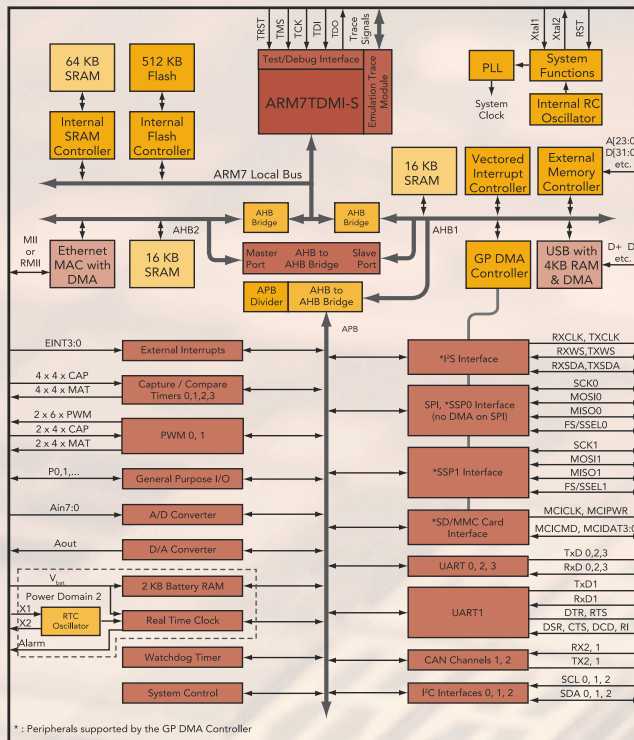 TRST
TMS
TCK
TDI
TDO
Trace
Signals
Xtal1
Xtal2
RST
64 KB
SRAM
512 KB
Flash
Test/Debug Interface
ARM7TDMI-S
Emulation Trace
Module
PLL
System
Functions
System
Clock
Internal RC
Oscillator
Internal
SRAM
Controller
Internal
Flash
Controller
ARM7 Local Bus
16 KB
SRAM
Vectored
Interrupt
Controller
External
Memory
Controller
A[23:0
D[31:0
etc.
AHB
Bridge
AHB
Bridge
AHB2
AHB1
MII
or
RMII
Ethernet
MAC with
DMA
16 KB
SRAM
Master
Port
AHB to
AHB Bridge
Slave
Port
GP DMA
Controller
USB with
4KB RAM
& DMA
D+ D
etc.
APB
Divider
AHB to
AHB Bridge
APB
EINT3:0
External Interrupts
4 x 4 x CAP
4 x 4 x MAT
Capture / Compare
Timers 0,1,2,3
2 x 6 x PWM
2 x 4 x CAP
2 x 4 x MAT
PWM 0, 1
P0,1,...
General Purpose I/O
Ain7:0
A/D Converter
Aout
D/A Converter
Vbat
2 KB Battery RAM
Power Domain 2
X1
X2
RTC
Oscillator
Real Time Clock
Alarm
Watchdog Timer
System Control
*I²S Interface
RXCLK, TXCLK
RXWS,TXWS
RXSDA,TXSDA
SPI, *SSP0 Interface
(no DMA on SPI)
SCK0
MOSI0
MISO0
FS/SSEL0
*SSP1 Interface
SCK1
MOSI1
MISO1
FS/SSEL1
*SD/MMC Card
Interface
MCICLK, MCIPWR
MCICMD, MCIDAT3:0
UART 0, 2, 3
TxD 0,2,3
RxD 0,2,3
UART1
TxD1
RxD1
DTR, RTS
DSR, CTS, DCD, RI
CAN Channels 1, 2
RX2, 1
TX2, 1
I²C Interfaces 0, 1, 2
SCL 0, 1, 2
SDA 0, 1, 2
* : Peripherals supported by the GP DMA Controller